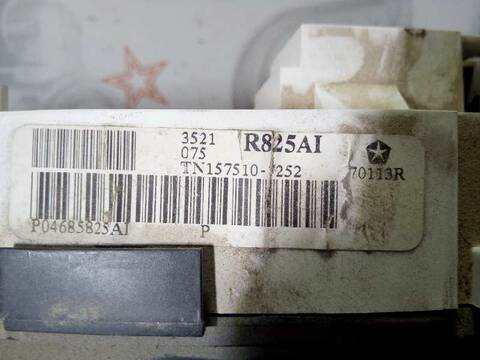 3521 R825AI
075
TN157510- 252 70113R
P04685825AI P